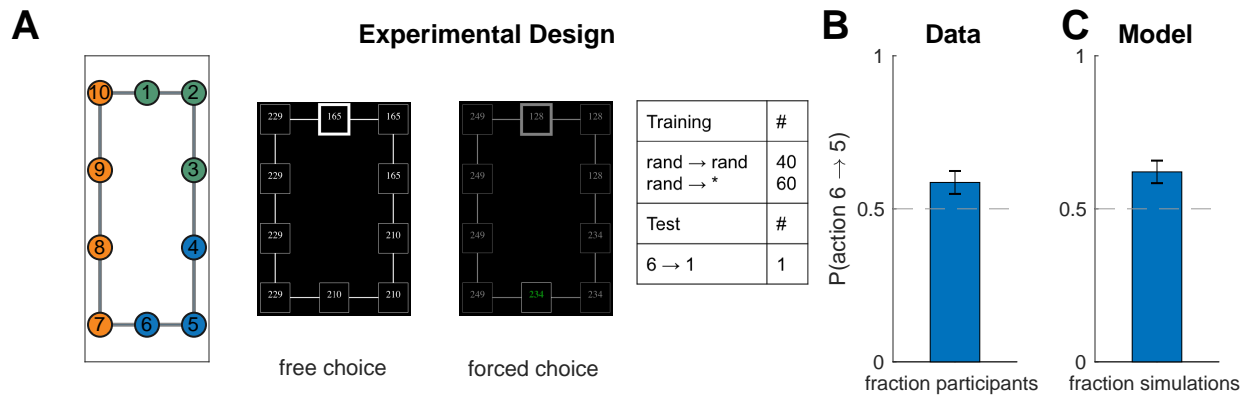 A
Experimental Design
10 1 2
9 3
8 4
7 6 5
229 165 165
229 165
229 210
229 210 210
free choice
249 128 128
249 128
249 234
249 234 234
forced choice
Training #
rand → rand 40
rand → * 60
Test #
6 → 1 1
B
Data
P(action 6 → 5)
1
0.5
0
fraction participants
C
Model
1
0.5
0
fraction simulations